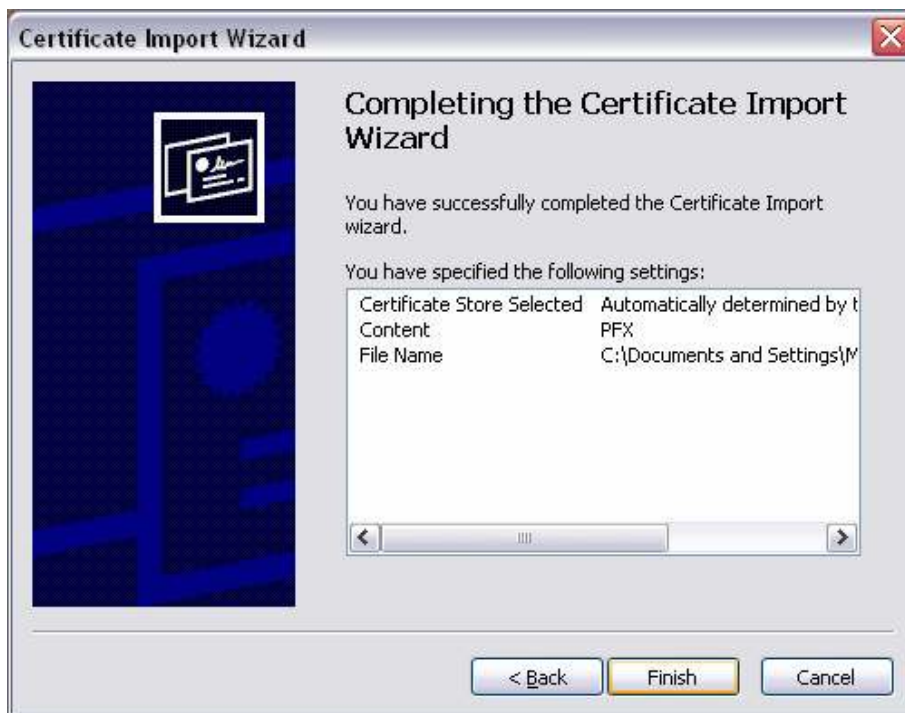 Certificate Import Wizard
Completing the Certificate Import
Wizard
You have successfully completed the Certificate Import
wizard.
You have specified the following settings:
Certificate Store Selected Automatically determined by t
Content PFX
File Name C:\Documents and Settings\M
< Back Finish Cancel